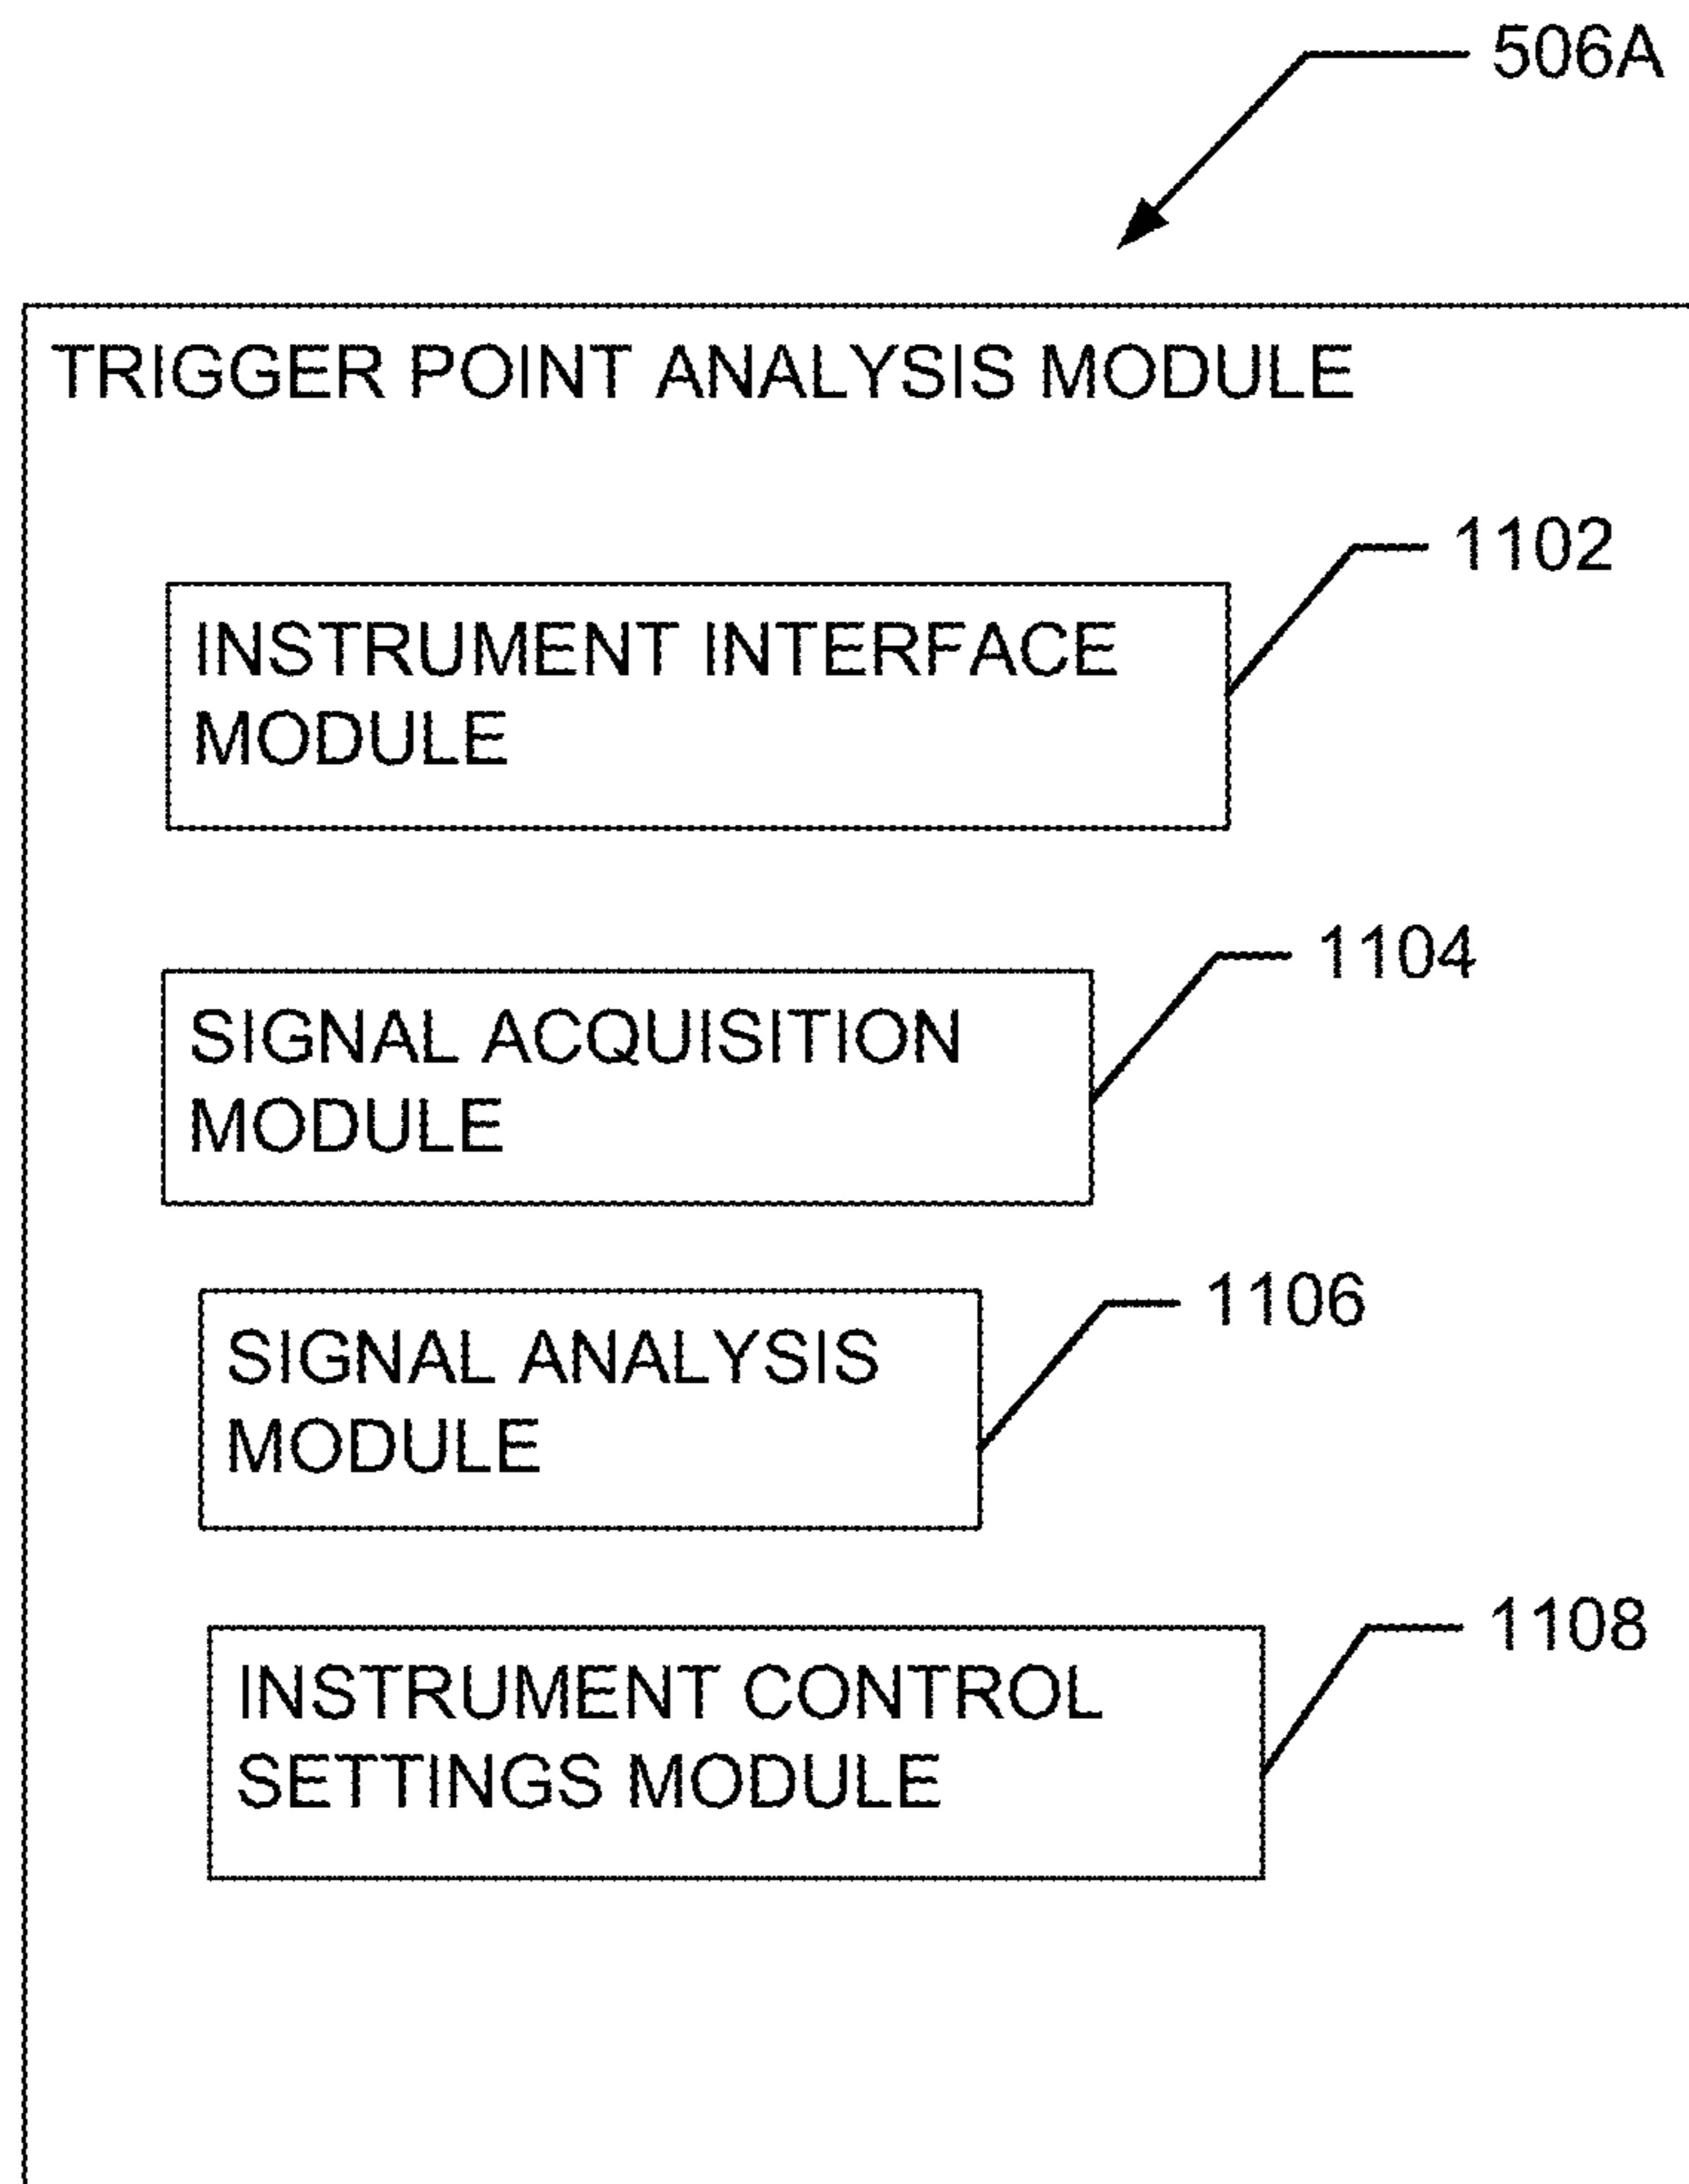 506A
TRIGGER POINT ANALYSIS MODULE
1102
INSTRUMENT INTERFACE
MODULE
1104
SIGNAL ACQUISITION
MODULE
1106
SIGNAL ANALYSIS
MODULE
1108
INSTRUMENT CONTROL
SETTINGS MODULE